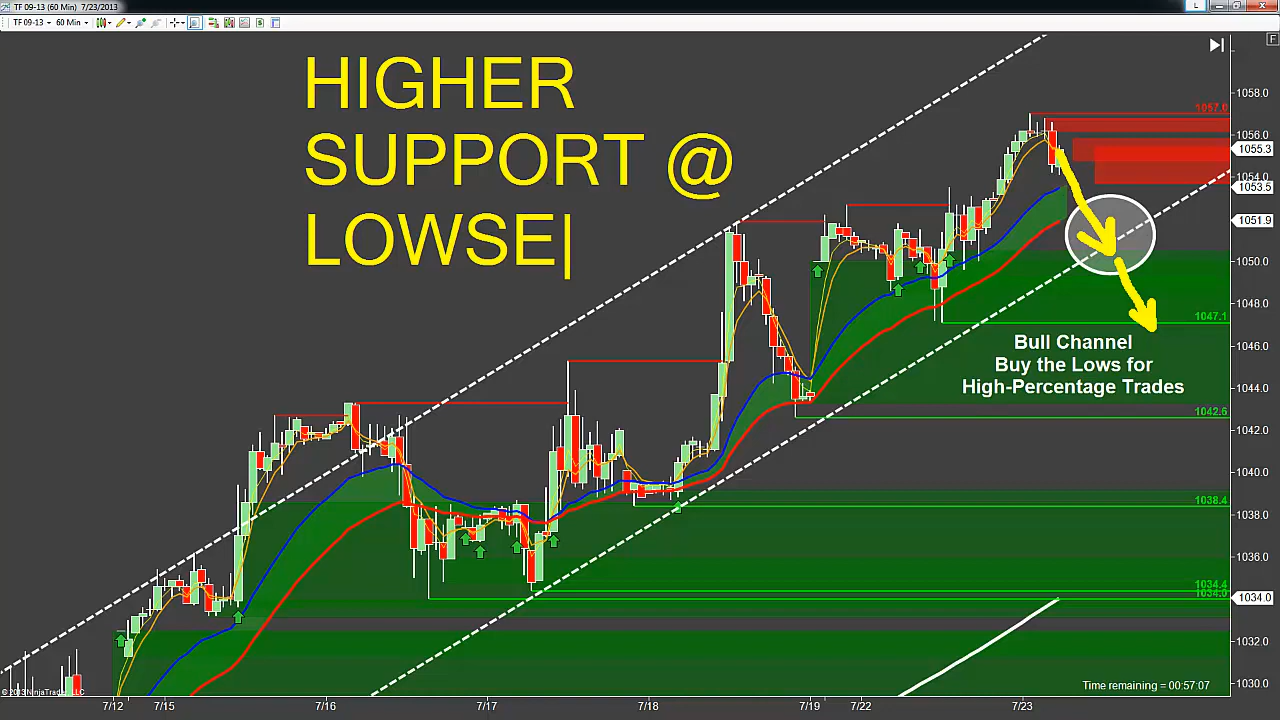 TF 09-13 (60 Min) 7/23/2013
L
TF 09-13 60 Min
F
HIGHER
SUPPORT @
LOWSE|
1058.0
1057.0
1056.0
1055.3
1054.0
1053.5
1051.9
1050.0
1048.0
1047.1
Bull Channel
Buy the Lows for
High-Percentage Trades
1046.0
1044.0
1042.6
1042.0
1040.0
1038.4
1038.0
1036.0
1034.4
1034.0
1034.0
1032.0
1030.0
Time remaining = 00:57:07
© 2013 NinjaTrader, LLC
7/12 7/15 7/16 7/17 7/18 7/19 7/22 7/23